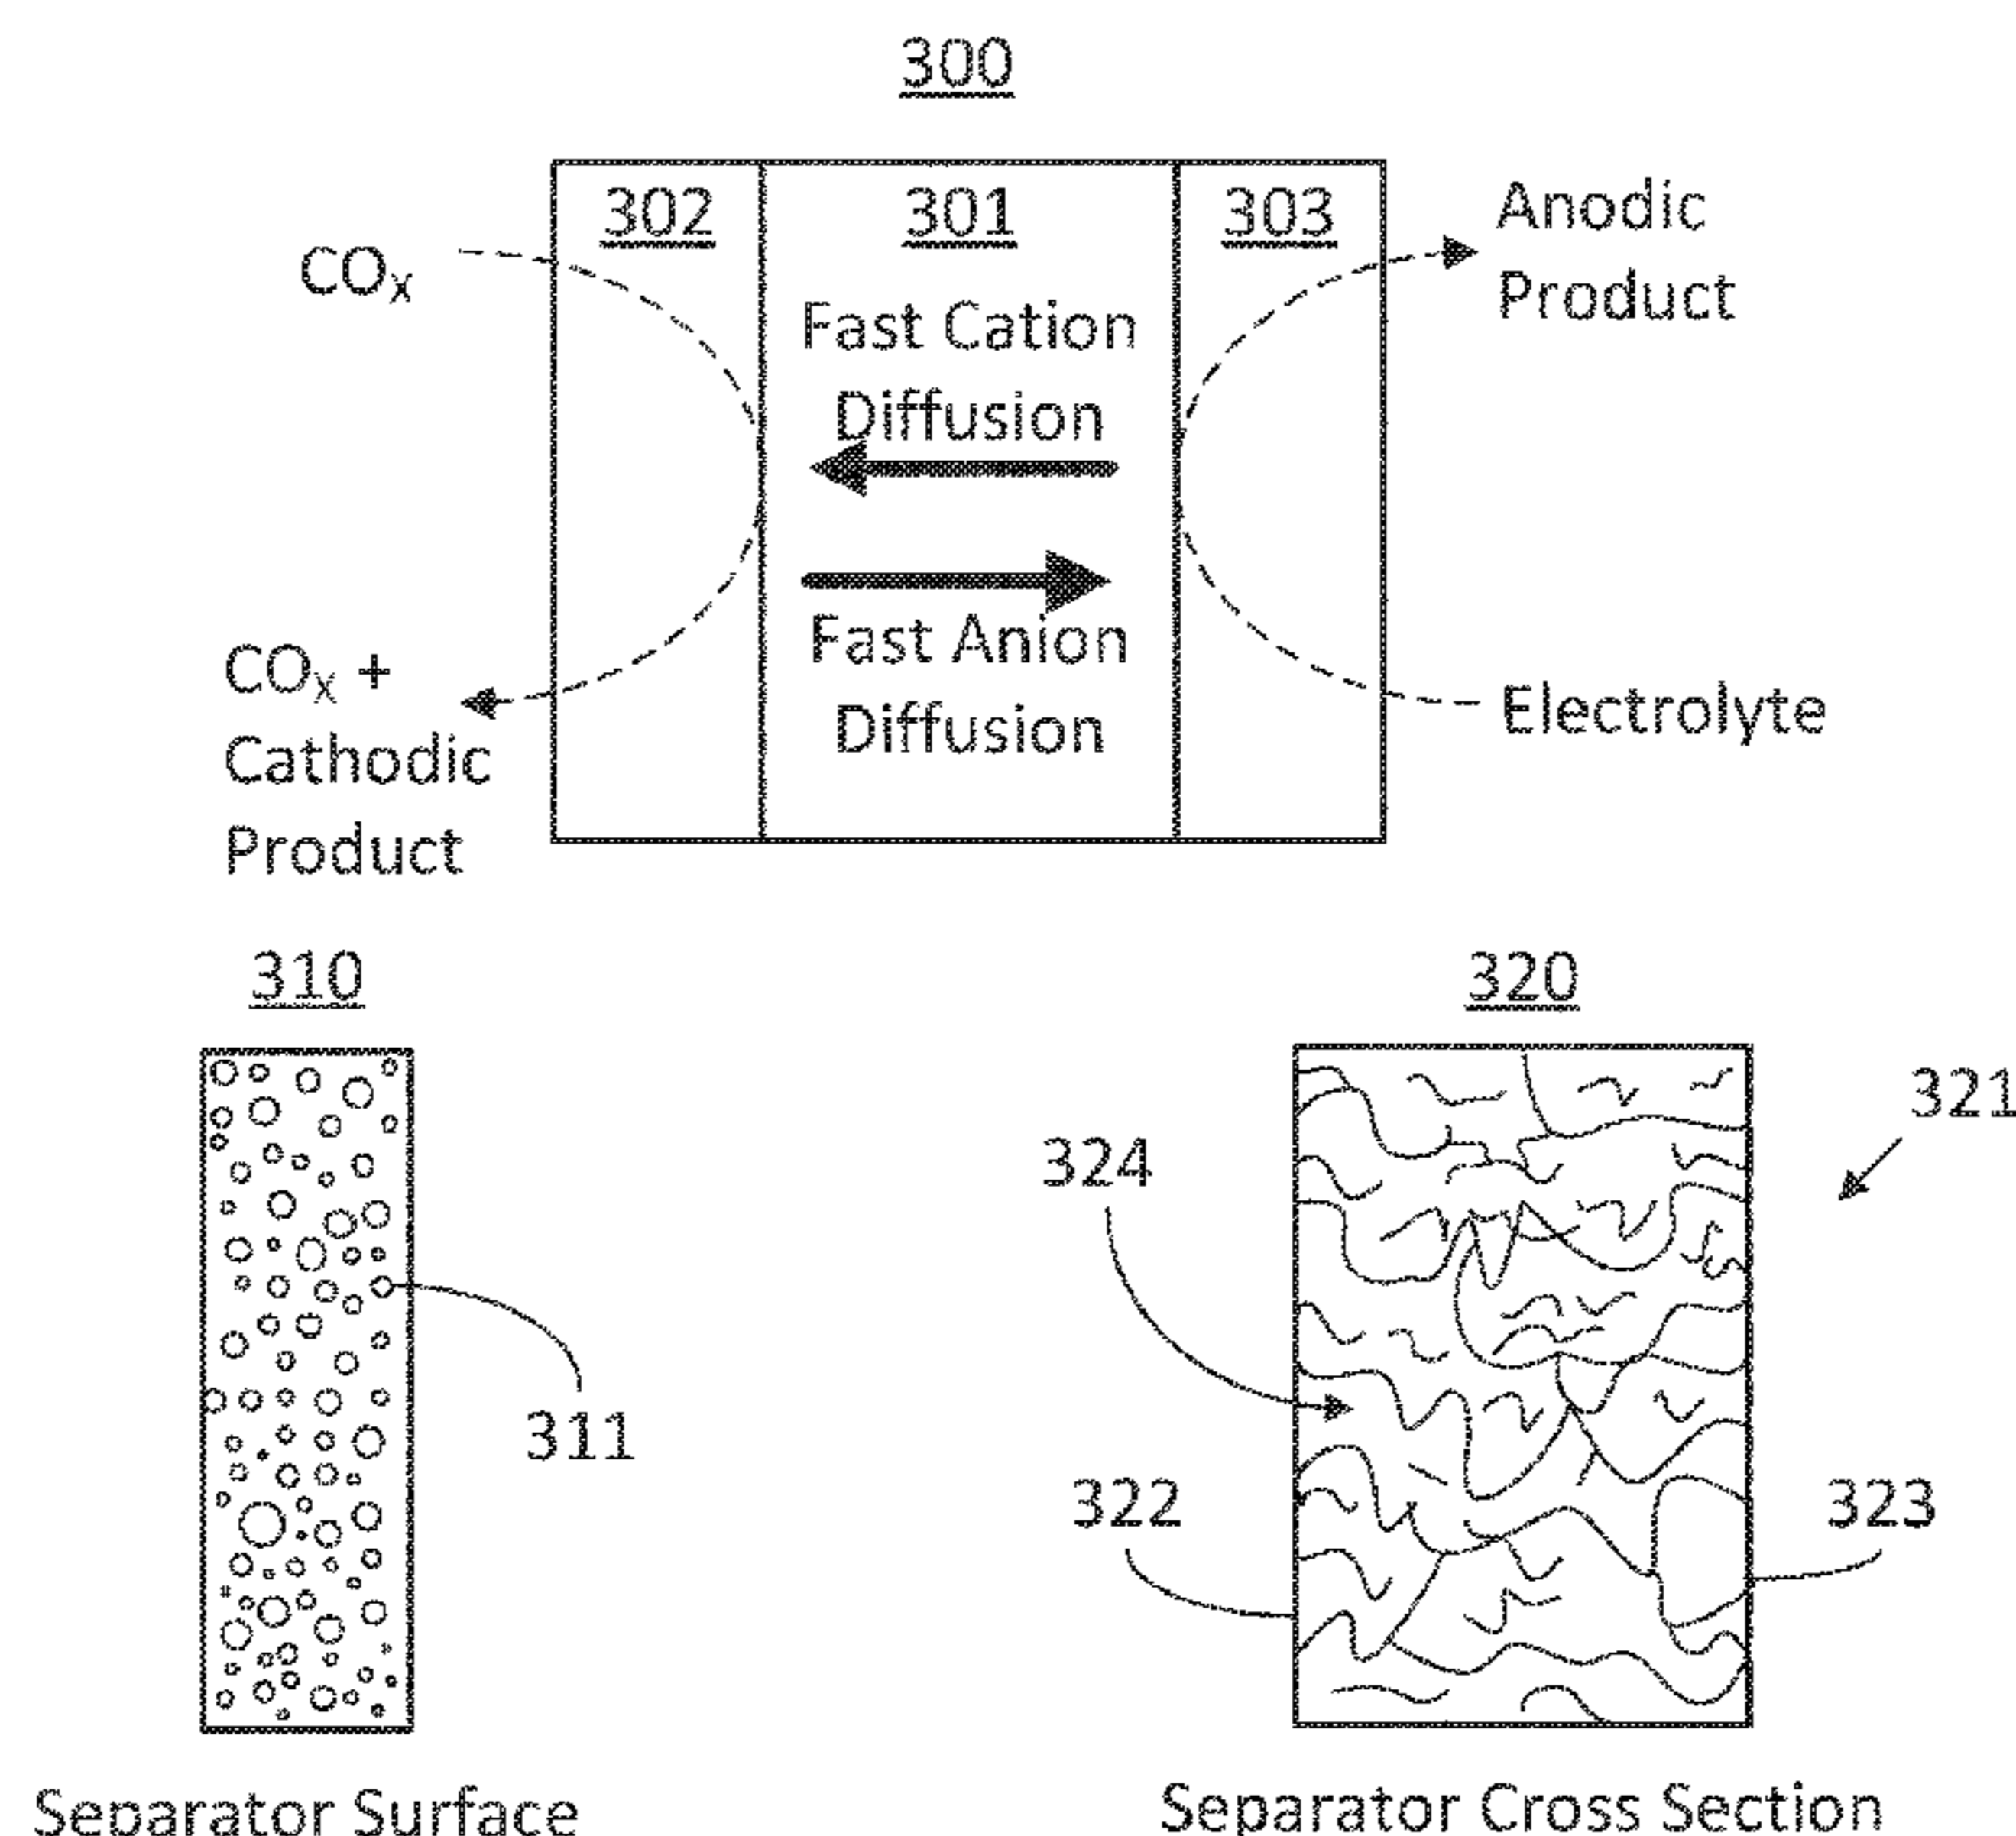 300
302
301
303
COₓ
Fast Cation
Diffusion
Anodic
Product
Fast Anion
Diffusion
COₓ +
Cathodic
Product
Electrolyte
310
320
321
324
311
322
323
Separator Surface
Separator Cross Section